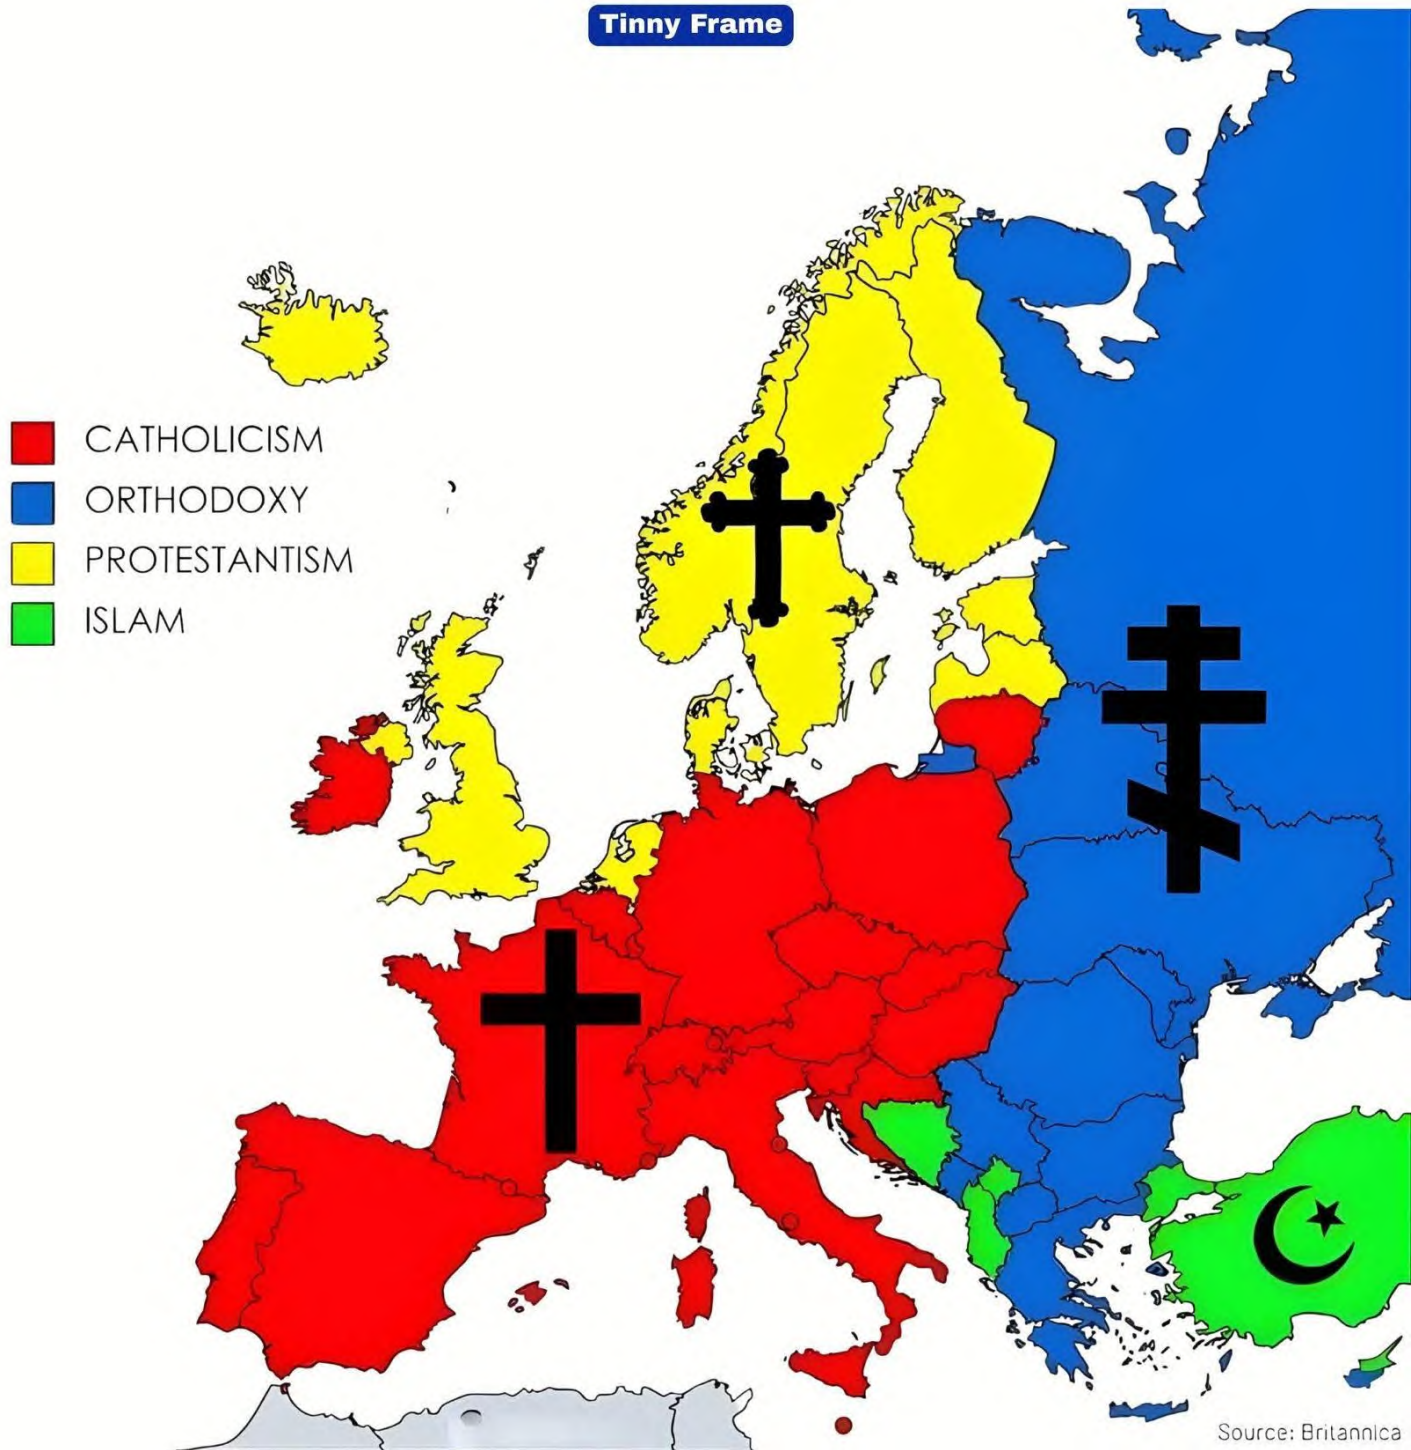 Tinny Frame
CATHOLICISM
ORTHODOXY
PROTESTANTISM
ISLAM
Source: Britannica